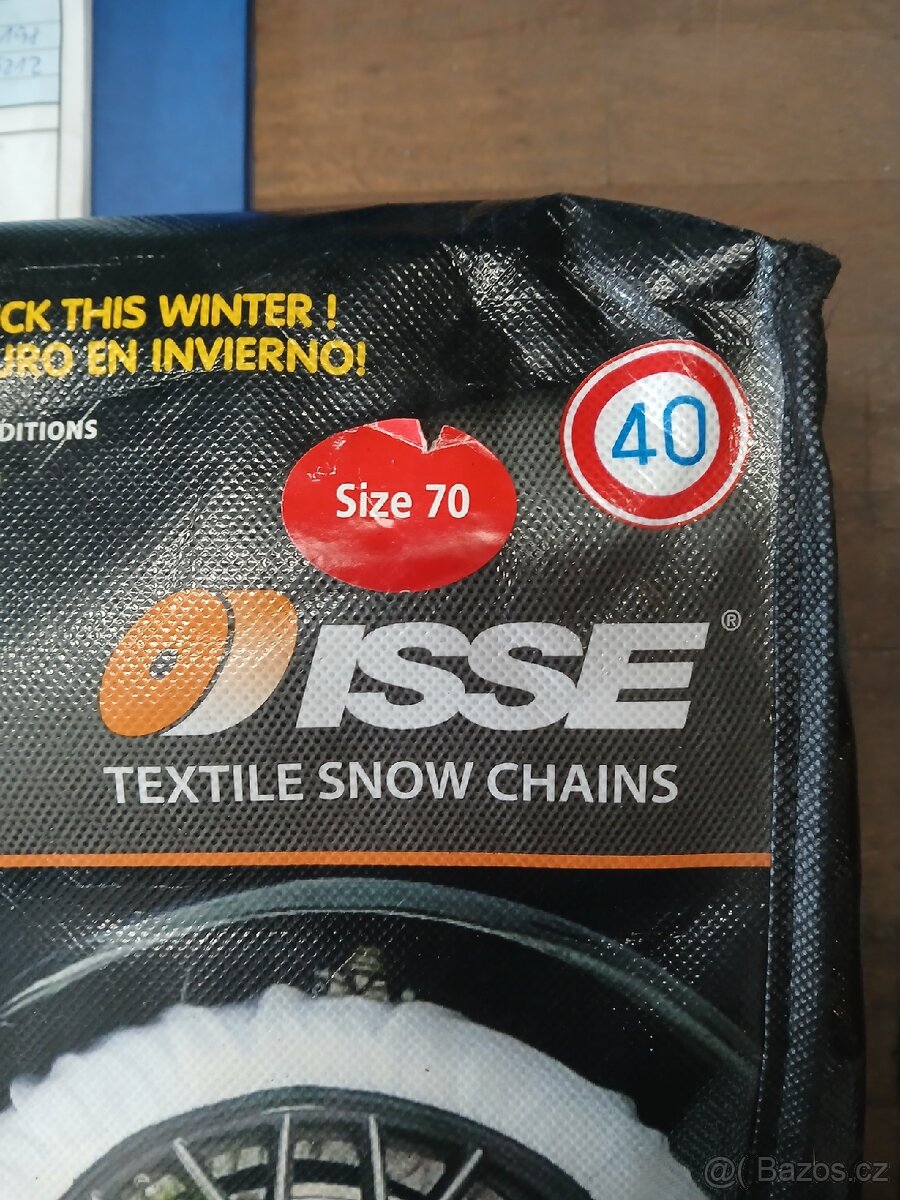 CK THIS WINTER !
URO EN INVIERNO!
DITIONS
40
Size 70
ISSE ®
TEXTILE SNOW CHAINS
@( Bazos.cz